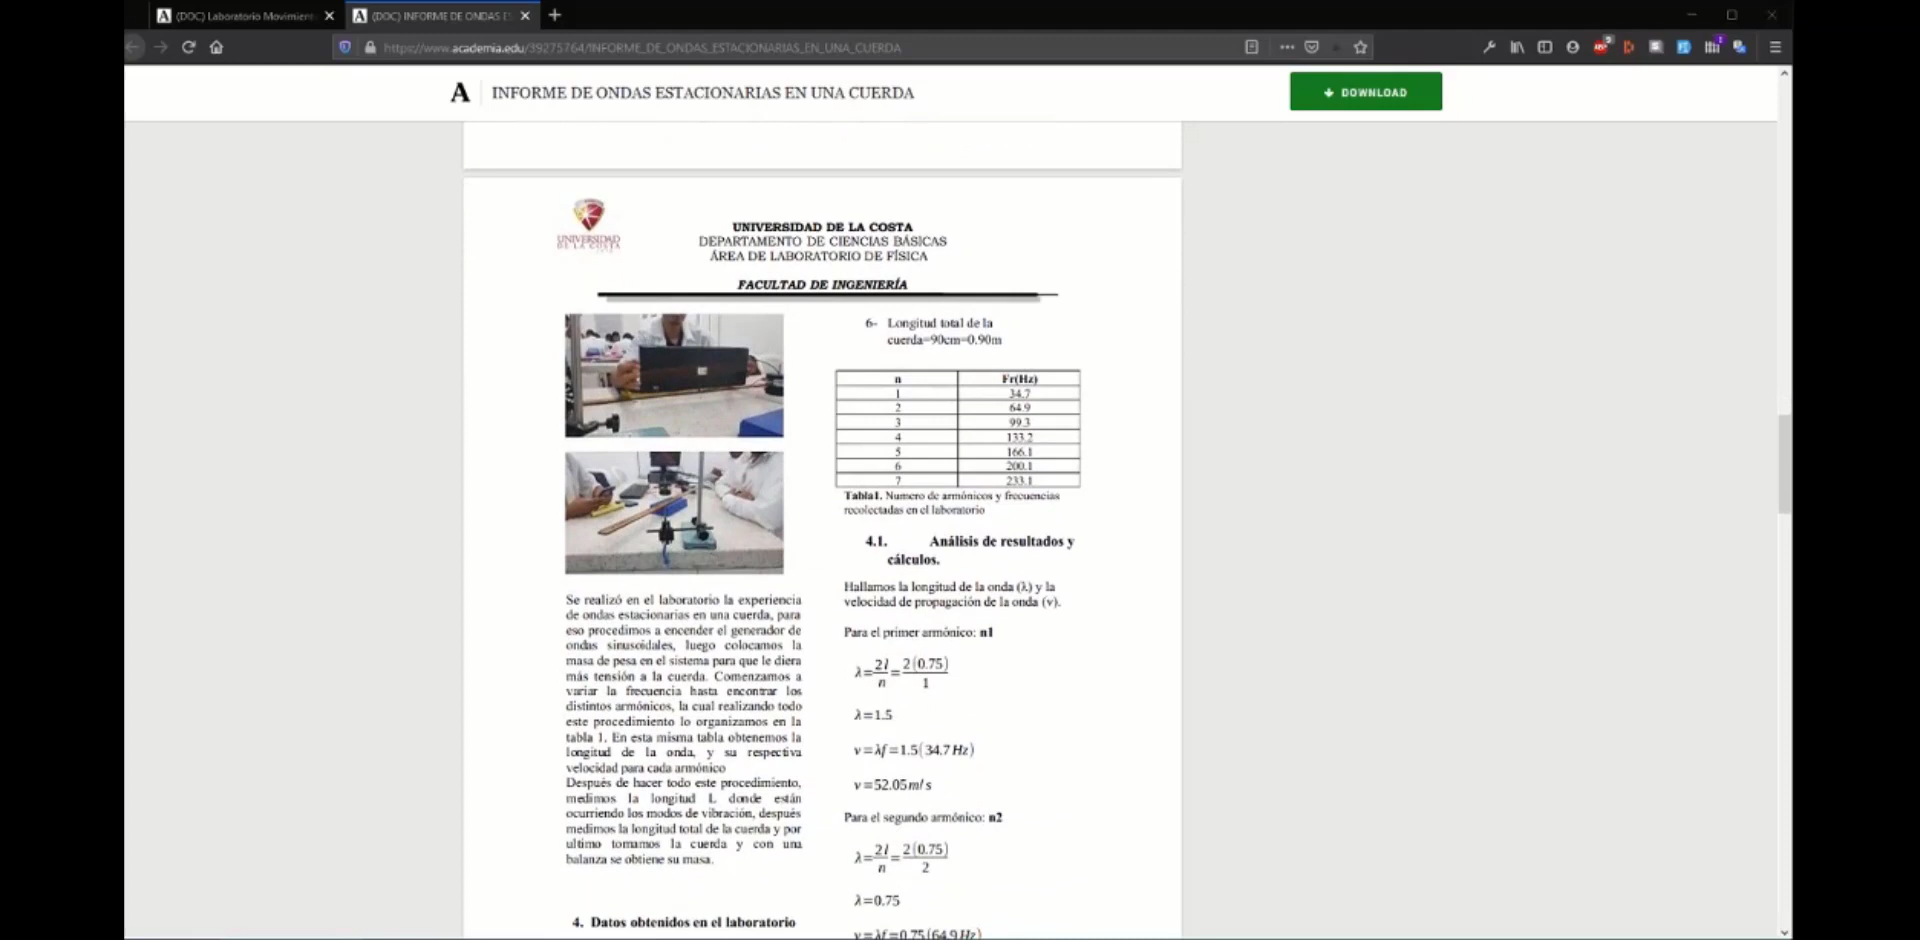 (DOC) Laboratorio Movimient
(DOC) INFORME DE ONDAS ES
https://www.academia.edu/39275764/INFORME_DE_ONDAS_ESTACIONARIAS_EN_UNA_CUERDA
A INFORME DE ONDAS ESTACIONARIAS EN UNA CUERDA
DOWNLOAD
UNIVERSIDAD
DE LA COSTA
UNIVERSIDAD DE LA COSTA
DEPARTAMENTO DE CIENCIAS BÁSICAS
ÁREA DE LABORATORIO DE FÍSICA
FACULTAD DE INGENIERÍA
Se realizó en el laboratorio la experiencia
de ondas estacionarias en una cuerda, para
eso procedimos a encender el generador de
ondas sinusoidales, luego colocamos la
masa de pesa en el sistema para que le diera
más tensión a la cuerda. Comenzamos a
variar la frecuencia hasta encontrar los
distintos armónicos, la cual realizando todo
este procedimiento lo organizamos en la
tabla 1. En esta misma tabla obtenemos la
longitud de la onda, y su respectiva
velocidad para cada armónico
Después de hacer todo este procedimiento,
medimos la longitud L donde están
ocurriendo los modos de vibración, después
medimos la longitud total de la cuerda y por
ultimo tomamos la cuerda y con una
balanza se obtiene su masa.
4. Datos obtenidos en el laboratorio
6- Longitud total de la
cuerda=90cm=0.90m
n Fr(Hz)
1 34.7
2 64.9
3 99.3
4 133.2
5 166.1
6 200.1
7 233.1
Tabla1. Numero de armónicos y frecuencias
recolectadas en el laboratorio
4.1. Análisis de resultados y
cálculos.
Hallamos la longitud de la onda (λ) y la
velocidad de propagación de la onda (v).
Para el primer armónico: n1
λ=2l/n=2(0.75)/1
λ=1.5
v=λf=1.5(34.7Hz)
v=52.05m/s
Para el segundo armónico: n2
λ=2l/n=2(0.75)/2
λ=0.75
v=λf=0.75(64.9Hz)